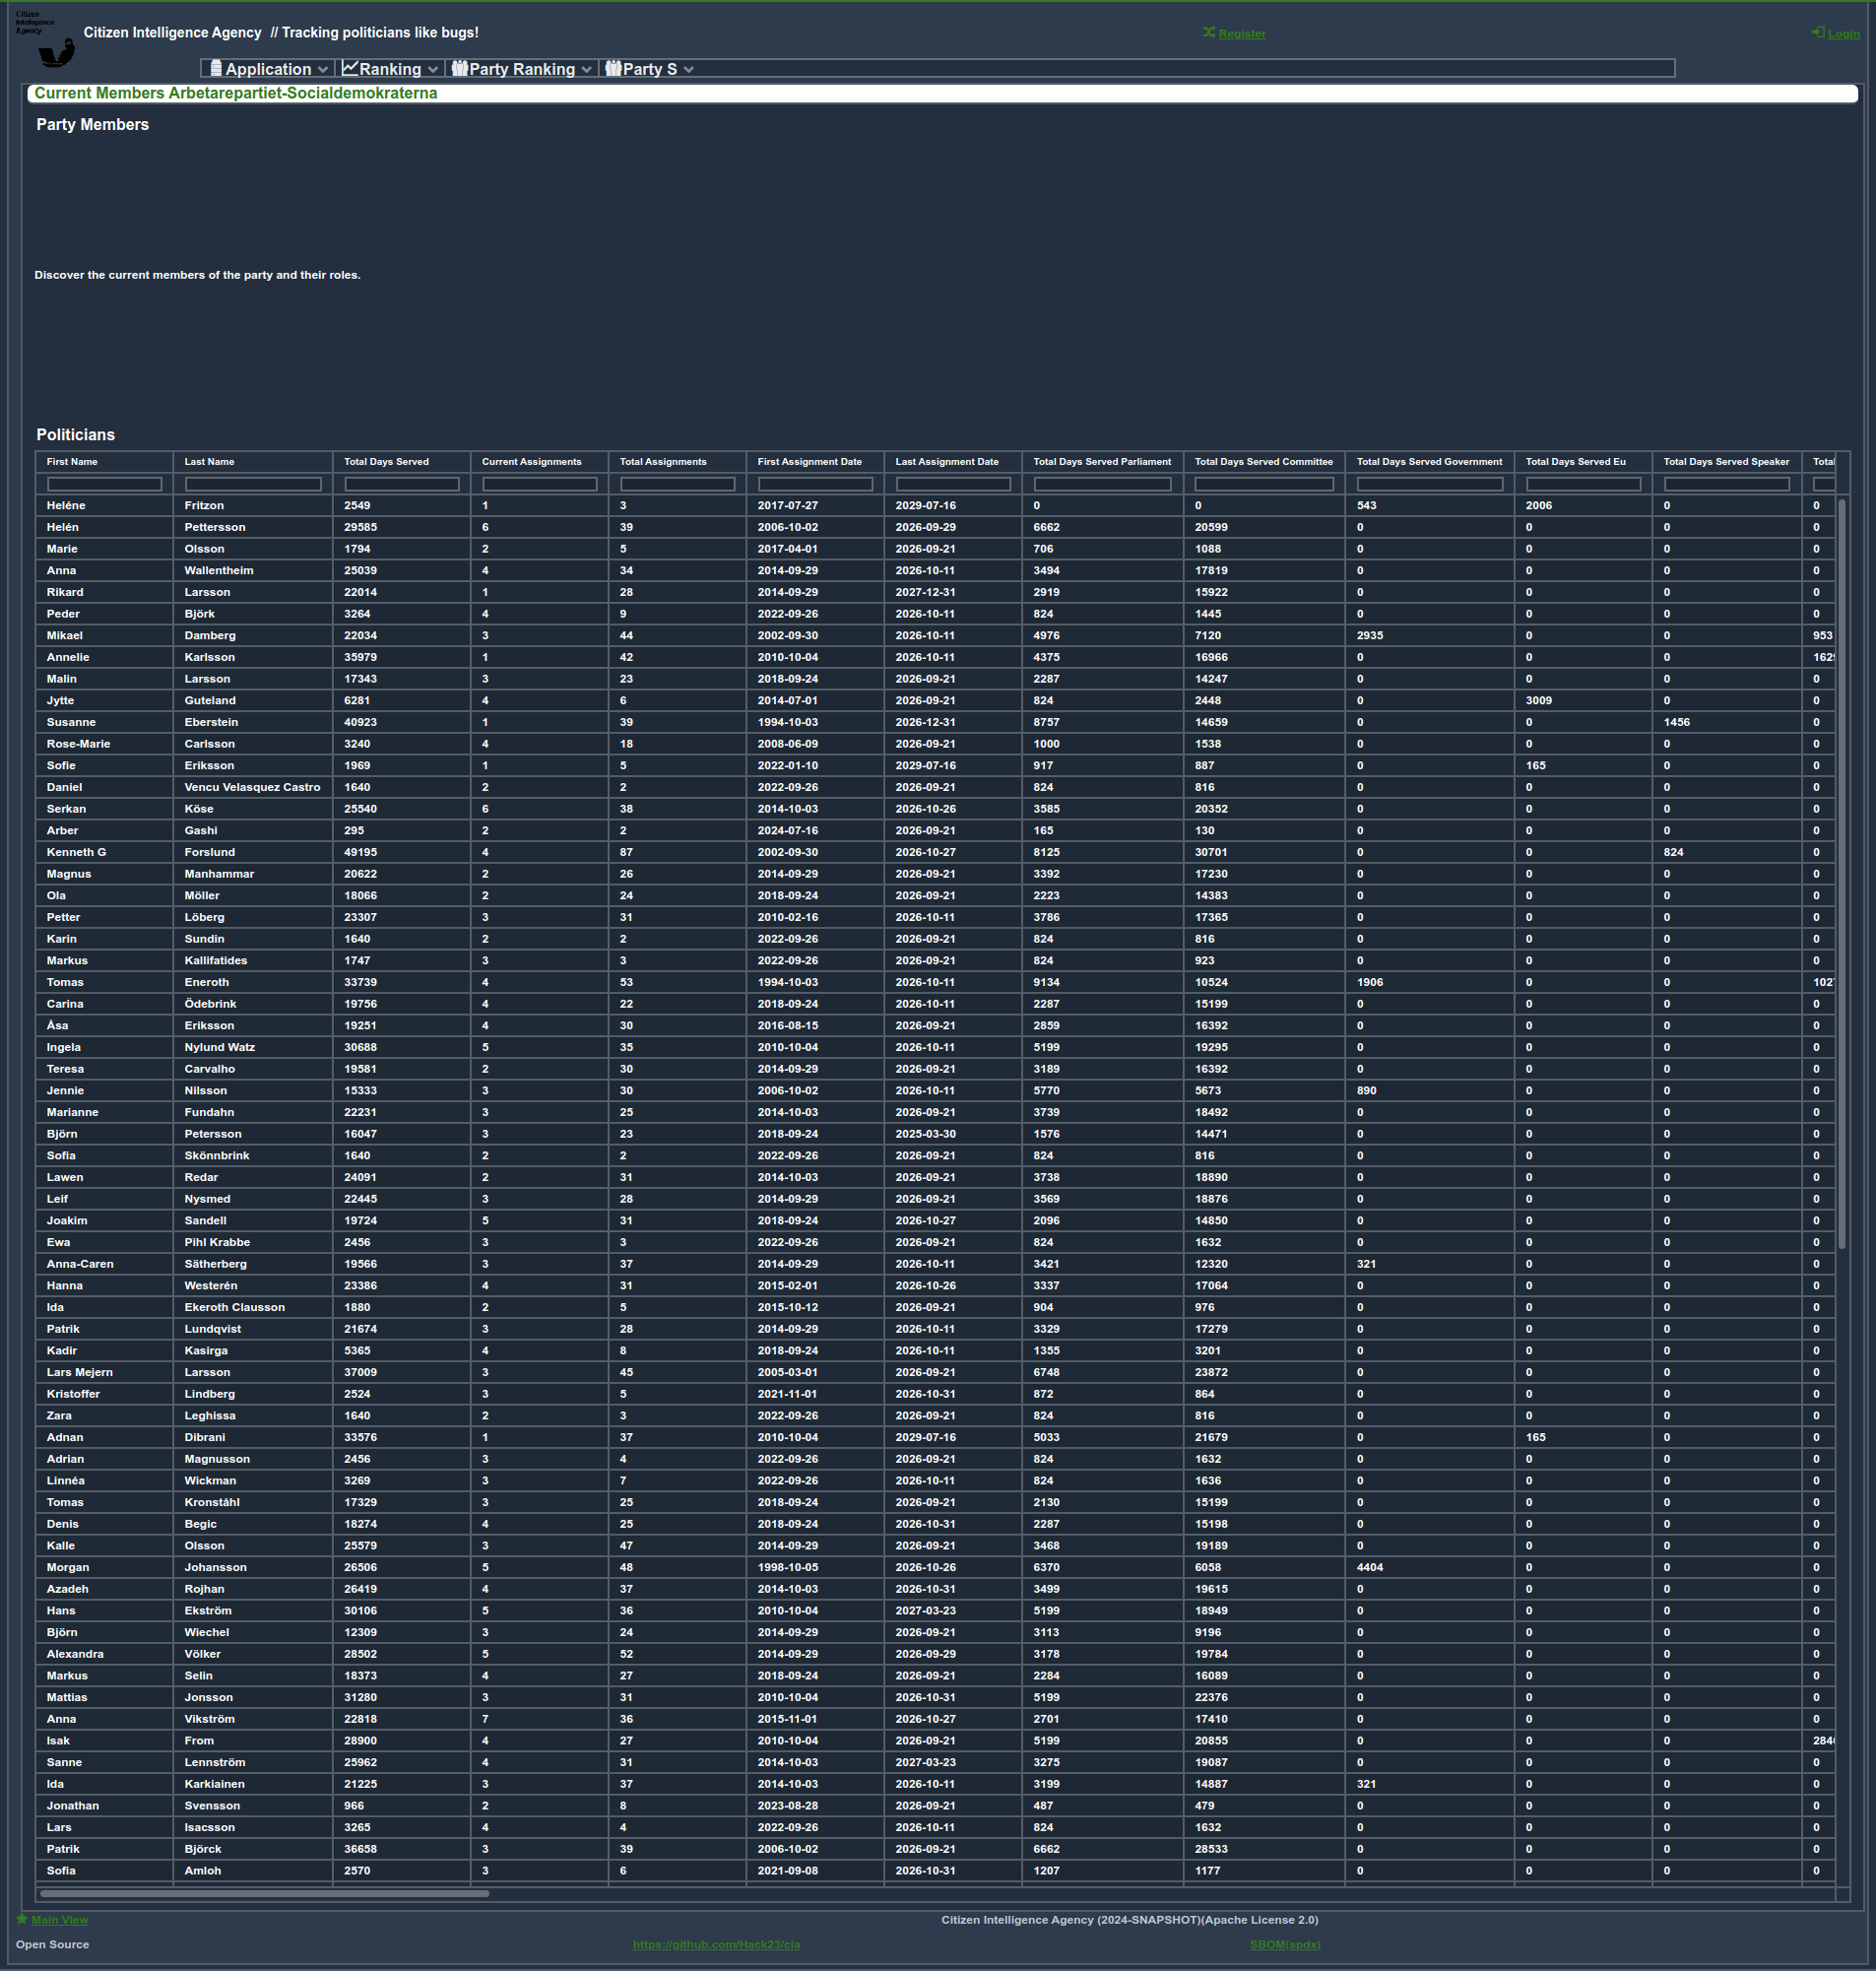 Citizen
Intelligence
Agency
Citizen Intelligence Agency // Tracking politicians like bugs!
Register
Login
Application Ranking Party Ranking Party S
Current Members Arbetarepartiet-Socialdemokraterna
Party Members
Discover the current members of the party and their roles.
Politicians
First Name Last Name Total Days Served Current Assignments Total Assignments First Assignment Date Last Assignment Date Total Days Served Parliament Total Days Served Committee Total Days Served Government Total Days Served Eu Total Days Served Speaker Total
Heléne Fritzon 2549 1 3 2017-07-27 2029-07-16 0 0 543 2006 0 0
Helén Pettersson 29585 6 39 2006-10-02 2026-09-29 6662 20599 0 0 0 0
Marie Olsson 1794 2 5 2017-04-01 2026-09-21 706 1088 0 0 0 0
Anna Wallentheim 25039 4 34 2014-09-29 2026-10-11 3494 17819 0 0 0 0
Rikard Larsson 22014 1 28 2014-09-29 2027-12-31 2919 15922 0 0 0 0
Peder Björk 3264 4 9 2022-09-26 2026-10-11 824 1445 0 0 0 0
Mikael Damberg 22034 3 44 2002-09-30 2026-10-11 4976 7120 2935 0 0 953
Annelie Karlsson 35979 1 42 2010-10-04 2026-10-11 4375 16966 0 0 0
Malin Larsson 17343 3 23 2018-09-24 2026-09-21 2287 14247 0 0 0 0
Jytte Guteland 6281 4 6 2014-07-01 2026-09-21 824 2448 0 3009 0 0
Susanne Eberstein 40923 1 39 1994-10-03 2026-12-31 8757 14659 0 0 1456 0
Rose-Marie Carlsson 3240 4 18 2008-06-09 2026-09-21 1000 1538 0 0 0 0
Sofie Eriksson 1969 1 5 2022-01-10 2029-07-16 917 887 0 165 0 0
Daniel Vencu Velasquez Castro 1640 2 2 2022-09-26 2026-09-21 824 816 0 0 0 0
Serkan Köse 25540 6 38 2014-10-03 2026-10-26 3585 20352 0 0 0 0
Arber Gashi 295 2 2 2024-07-16 2026-09-21 165 130 0 0 0 0
Kenneth G Forslund 49195 4 87 2002-09-30 2026-10-27 8125 30701 0 0 824 0
Magnus Manhammar 20622 2 26 2014-09-29 2026-09-21 3392 17230 0 0 0 0
Ola Möller 18066 2 24 2018-09-24 2026-09-21 2223 14383 0 0 0 0
Petter Löberg 23307 3 31 2010-02-16 2026-10-11 3786 17365 0 0 0 0
Karin Sundin 1640 2 2 2022-09-26 2026-09-21 824 816 0 0 0 0
Markus Kallifatides 1747 3 3 2022-09-26 2026-09-21 824 923 0 0 0 0
Tomas Eneroth 33739 4 53 1994-10-03 2026-10-11 9134 10524 1906 0 0
Carina Ödebrink 19756 4 22 2018-09-24 2026-10-11 2287 15199 0 0 0 0
Åsa Eriksson 19251 4 30 2016-08-15 2026-09-21 2859 16392 0 0 0 0
Ingela Nylund Watz 30688 5 35 2010-10-04 2026-10-11 5199 19295 0 0 0 0
Teresa Carvalho 19581 2 30 2014-09-29 2026-09-21 3189 16392 0 0 0 0
Jennie Nilsson 15333 3 30 2006-10-02 2026-10-11 5770 5673 890 0 0 0
Marianne Fundahn 22231 3 25 2014-10-03 2026-09-21 3739 18492 0 0 0 0
Björn Petersson 16047 3 23 2018-09-24 2025-03-30 1576 14471 0 0 0 0
Sofia Skönnbrink 1640 2 2 2022-09-26 2026-09-21 824 816 0 0 0 0
Lawen Redar 24091 2 31 2014-10-03 2026-09-21 3738 18890 0 0 0 0
Leif Nysmed 22445 3 28 2014-09-29 2026-09-21 3569 18876 0 0 0 0
Joakim Sandell 19724 5 31 2018-09-24 2026-10-27 2096 14850 0 0 0 0
Ewa Pihl Krabbe 2456 3 3 2022-09-26 2026-09-21 824 1632 0 0 0 0
Anna-Caren Sätherberg 19566 3 37 2014-09-29 2026-10-11 3421 12320 321 0 0 0
Hanna Westerén 23386 4 31 2015-02-01 2026-10-26 3337 17064 0 0 0 0
Ida Ekeroth Clausson 1880 2 5 2015-10-12 2026-09-21 904 976 0 0 0 0
Patrik Lundqvist 21674 3 28 2014-09-29 2026-10-11 3329 17279 0 0 0 0
Kadir Kasirga 5365 4 8 2018-09-24 2026-10-11 1355 3201 0 0 0 0
Lars Mejern Larsson 37009 3 45 2005-03-01 2026-09-21 6748 23872 0 0 0 0
Kristoffer Lindberg 2524 3 5 2021-11-01 2026-10-31 872 864 0 0 0 0
Zara Leghissa 1640 2 3 2022-09-26 2026-09-21 824 816 0 0 0 0
Adnan Dibrani 33576 1 37 2010-10-04 2029-07-16 5033 21679 0 165 0 0
Adrian Magnusson 2456 3 4 2022-09-26 2026-09-21 824 1632 0 0 0 0
Linnéa Wickman 3269 3 7 2022-09-26 2026-10-11 824 1636 0 0 0 0
Tomas Kronståhl 17329 3 25 2018-09-24 2026-09-21 2130 15199 0 0 0 0
Denis Begic 18274 4 25 2018-09-24 2026-10-31 2287 15198 0 0 0 0
Kalle Olsson 25579 3 47 2014-09-29 2026-09-21 3468 19189 0 0 0 0
Morgan Johansson 26506 5 48 1998-10-05 2026-10-26 6370 6058 4404 0 0 0
Azadeh Rojhan 26419 4 37 2014-10-03 2026-10-31 3499 19615 0 0 0 0
Hans Ekström 30106 5 36 2010-10-04 2027-03-23 5199 18949 0 0 0 0
Björn Wiechel 12309 3 24 2014-09-29 2026-09-21 3113 9196 0 0 0 0
Alexandra Völker 28502 5 52 2014-09-29 2026-09-29 3178 19784 0 0 0 0
Markus Selin 18373 4 27 2018-09-24 2026-09-21 2284 16089 0 0 0 0
Mattias Jonsson 31280 3 31 2010-10-04 2026-10-31 5199 22376 0 0 0 0
Anna Vikström 22818 7 36 2015-11-01 2026-10-27 2701 17410 0 0 0 0
Isak From 28900 4 27 2010-10-04 2026-09-21 5199 20855 0 0 0
Sanne Lennström 25962 4 31 2014-10-03 2027-03-23 3275 19087 0 0 0 0
Ida Karkiainen 21225 3 37 2014-10-03 2026-10-11 3199 14887 321 0 0 0
Jonathan Svensson 966 2 8 2023-08-28 2026-09-21 487 479 0 0 0 0
Lars Isacsson 3265 4 4 2022-09-26 2026-10-11 824 1632 0 0 0 0
Patrik Björck 36658 3 39 2006-10-02 2026-09-21 6662 28533 0 0 0 0
Sofia Amloh 2570 3 6 2021-09-08 2026-10-31 1207 1177 0 0 0 0
Main View
Citizen Intelligence Agency (2024-SNAPSHOT)(Apache License 2.0)
Open Source
https://github.com/Hack23/cia
SBOM(spdx)